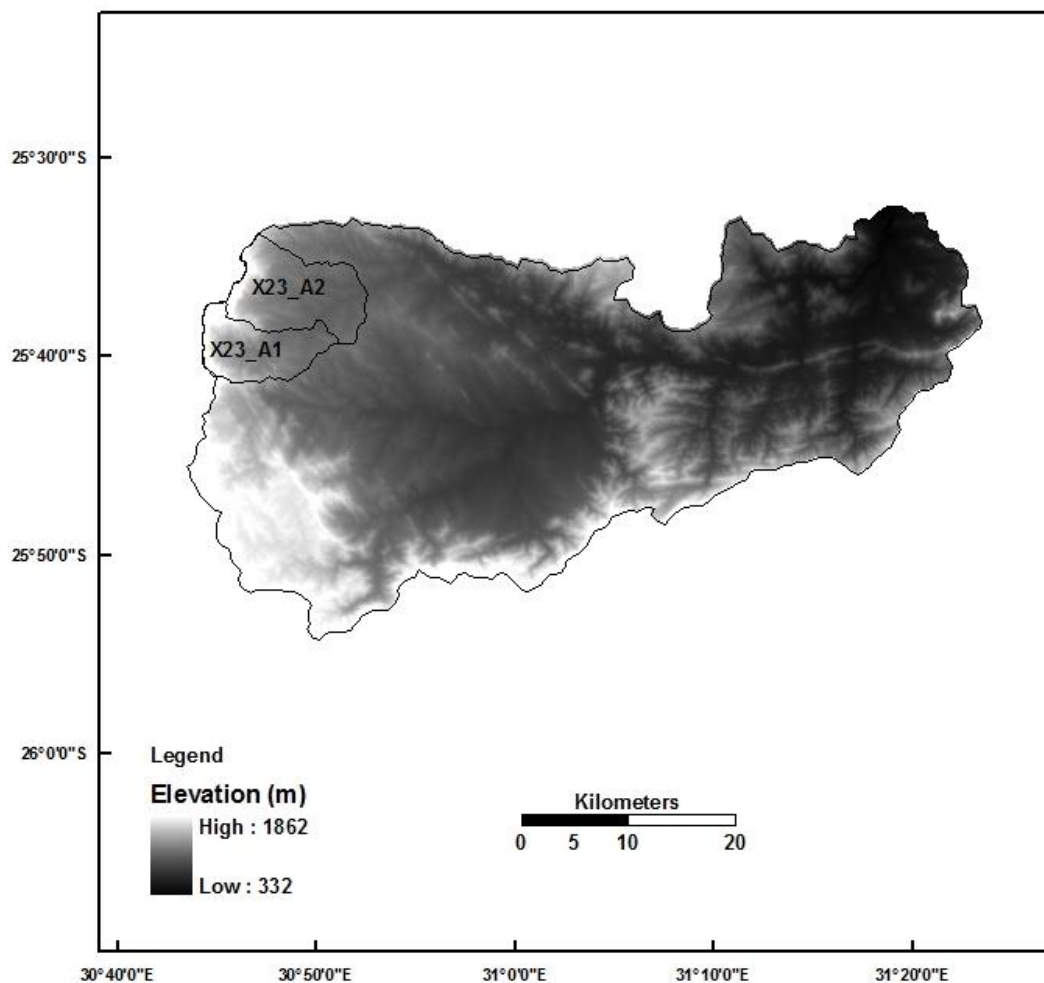 25°30'0"S
X23_A2
X23_A1
25°40'0"S
25°50'0"S
26°0'0"S
Legend
Elevation (m)
High : 1862
Low : 332
Kilometers
0 5 10 20
30°40'0"E 30°50'0"E 31°0'0"E 31°10'0"E 31°20'0"E